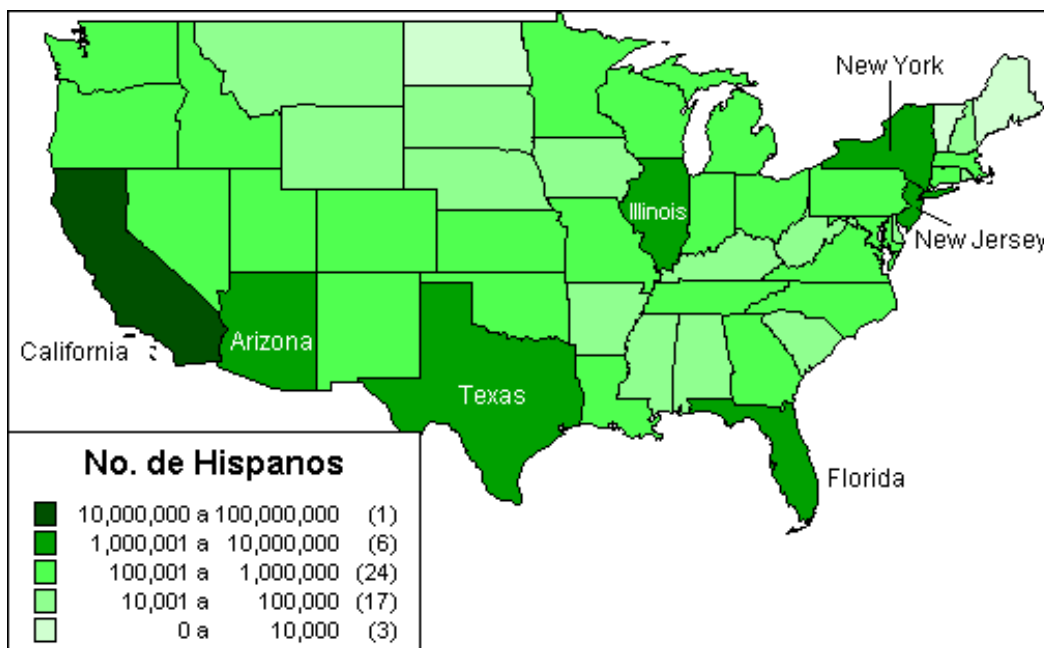 New York
Illinois
New Jersey
Arizona
California
Texas
Florida
No. de Hispanos
10,000,000 a 100,000,000 (1)
1,000,001 a 10,000,000 (6)
100,001 a 1,000,000 (24)
10,001 a 100,000 (17)
0 a 10,000 (3)